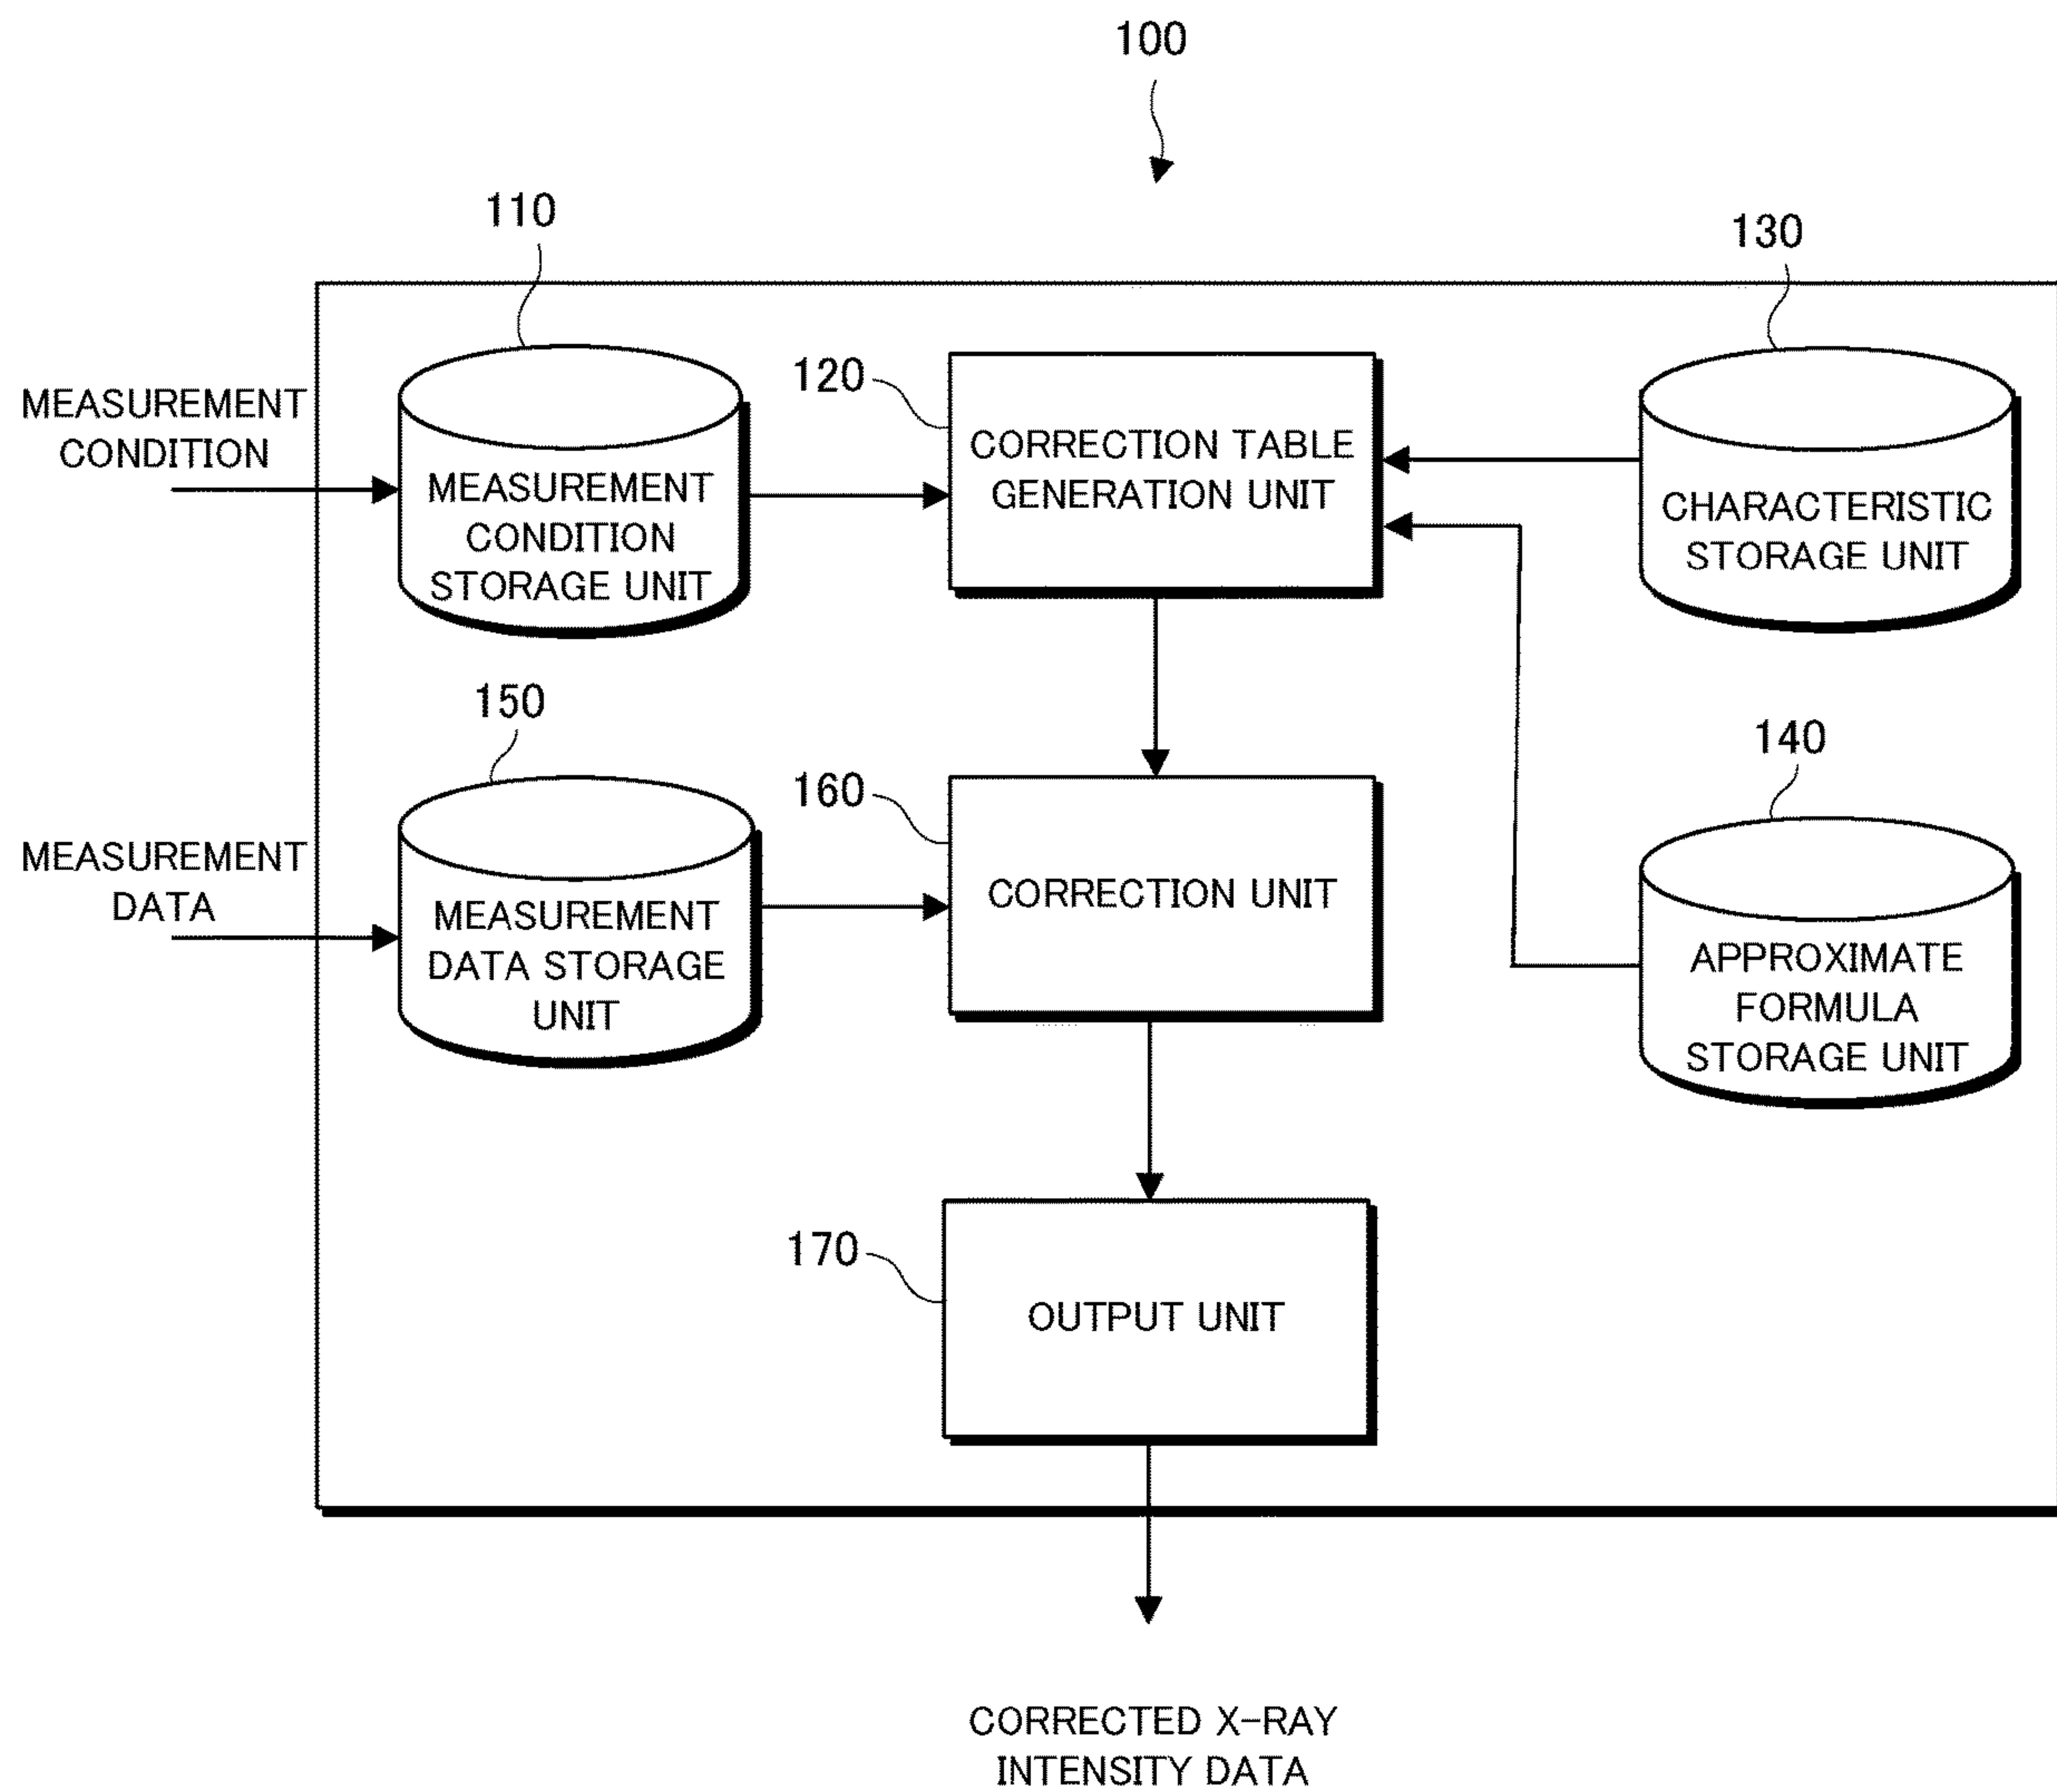 100
110
130
MEASUREMENT
CONDITION
MEASUREMENT
CONDITION
STORAGE UNIT
120
CORRECTION TABLE
GENERATION UNIT
CHARACTERISTIC
STORAGE UNIT
150
140
MEASUREMENT
DATA
MEASUREMENT
DATA STORAGE
UNIT
160
CORRECTION UNIT
APPROXIMATE
FORMULA
STORAGE UNIT
170
OUTPUT UNIT
CORRECTED X-RAY
INTENSITY DATA